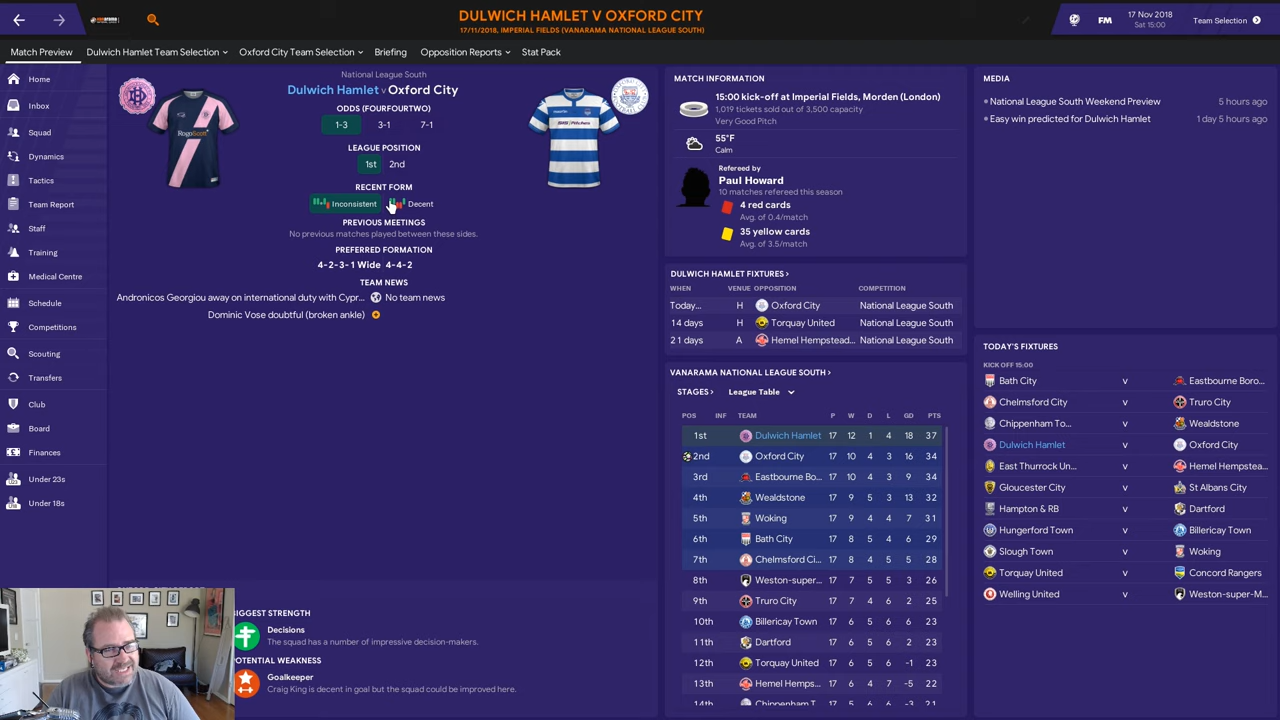 DULWICH HAMLET V OXFORD CITY
17/11/2018, IMPERIAL FIELDS (VANARAMA NATIONAL LEAGUE SOUTH)
FM
17 NOV 2018
Sat 15:00
Team Selection
Match Preview
Dulwich Hamlet Team Selection
Oxford City Team Selection
Briefing
Opposition Reports
Stat Pack
Home
Inbox
Squad
Dynamics
Tactics
Team Report
Staff
Training
Medical Centre
Schedule
Competitions
Scouting
Transfers
Club
Board
Finances
Under 23s
Under 18s
National League South
Dulwich Hamlet v Oxford City
ODDS (FOURFOURTWO)
1-3 3-1 7-1
LEAGUE POSITION
1st 2nd
RECENT FORM
Inconsistent Decent
PREVIOUS MEETINGS
No previous matches played between these sides.
PREFERRED FORMATION
4-2-3-1 Wide 4-4-2
TEAM NEWS
Andronicos Georgiou away on international duty with Cypr... No team news
Dominic Vose doubtful (broken ankle)
BIGGEST STRENGTH
Decisions
The squad has a number of impressive decision-makers.
POTENTIAL WEAKNESS
Goalkeeper
Craig King is decent in goal but the squad could be improved here.
MATCH INFORMATION
15:00 kick-off at Imperial Fields, Morden (London)
1,019 tickets sold out of 3,500 capacity
Very Good Pitch
55°F
Calm
Refereed by
Paul Howard
10 matches refereed this season
4 red cards
Avg. of 0.4/match
35 yellow cards
Avg. of 3.5/match
DULWICH HAMLET FIXTURES >
WHEN VENUE OPPOSITION COMPETITION
Today... H Oxford City National League South
14 days H Torquay United National League South
21 days A Hemel Hempstead... National League South
VANARAMA NATIONAL LEAGUE SOUTH >
STAGES > League Table
POS INF TEAM P W D L GD PTS
1st Dulwich Hamlet 17 12 1 4 18 37
2nd Oxford City 17 10 4 3 16 34
3rd Eastbourne Bo... 17 10 4 3 9 34
4th Wealdstone 17 9 5 3 13 32
5th Woking 17 9 4 4 7 31
6th Bath City 17 8 5 4 6 29
7th Chelmsford Ci... 17 8 4 5 5 28
8th Weston-super... 17 7 5 5 3 26
9th Truro City 17 7 4 6 2 25
10th Billericay Town 17 6 5 6 6 23
11th Dartford 17 6 5 6 2 23
12th Torquay United 17 6 5 6 -1 23
13th Hemel Hemps... 17 6 4 7 -5 22
14th Chippenham T... 17 5 6 6 -3 21
MEDIA
National League South Weekend Preview 5 hours ago
Easy win predicted for Dulwich Hamlet 1 day 5 hours ago
TODAY'S FIXTURES
KICK OFF 15:00
Bath City v Eastbourne Boro...
Chelmsford City v Truro City
Chippenham To... v Wealdstone
Dulwich Hamlet v Oxford City
East Thurrock Un... v Hemel Hempstea...
Gloucester City v St Albans City
Hampton & RB v Dartford
Hungerford Town v Billericay Town
Slough Town v Woking
Torquay United v Concord Rangers
Welling United v Weston-super-M...